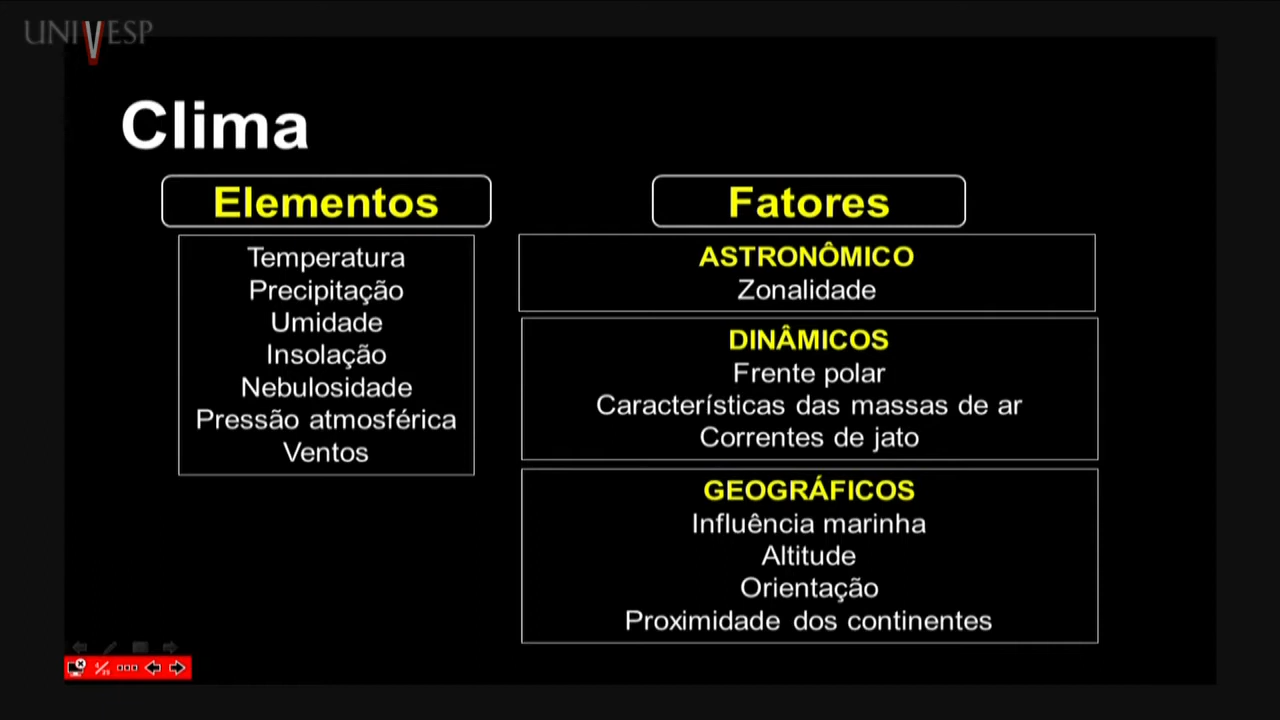 UNIVESP
Clima
Elementos
Temperatura
Precipitação
Umidade
Insolação
Nebulosidade
Pressão atmosférica
Ventos
Fatores
ASTRONÔMICO
Zonalidade
DINÂMICOS
Frente polar
Características das massas de ar
Correntes de jato
GEOGRÁFICOS
Influência marinha
Altitude
Orientação
Proximidade dos continentes